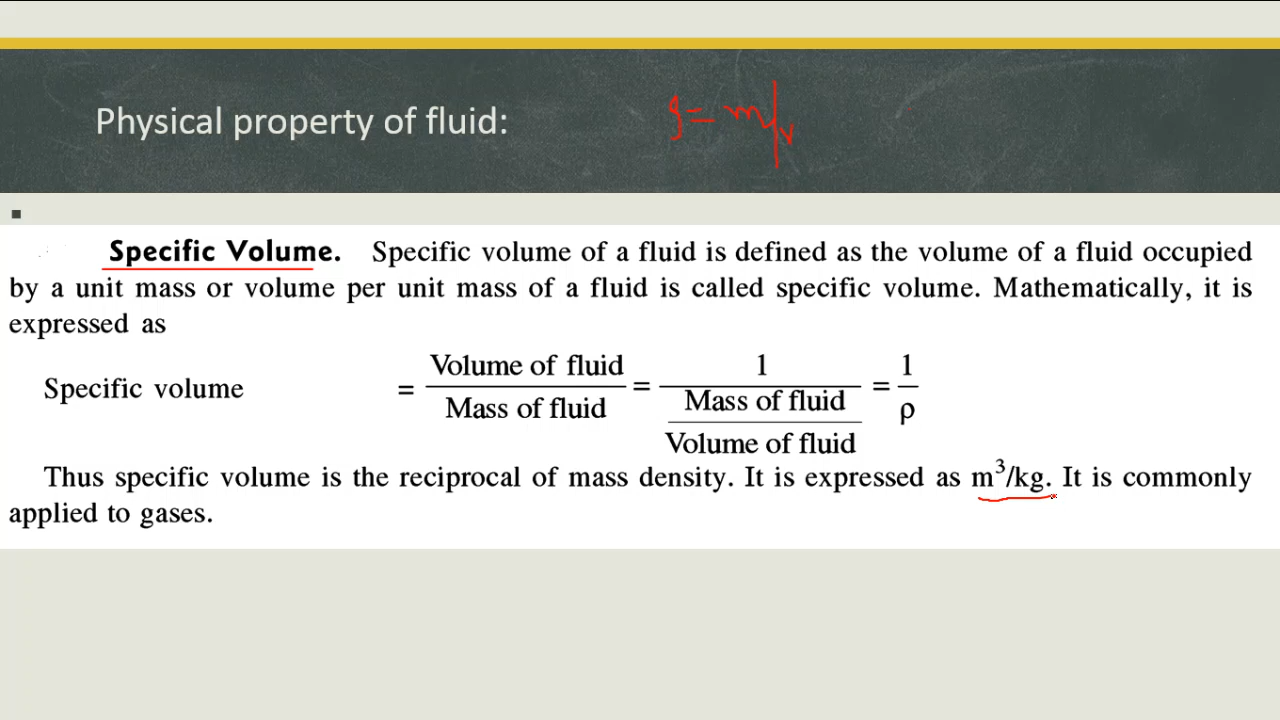 Physical property of fluid:
ρ = m/v
Specific Volume. Specific volume of a fluid is defined as the volume of a fluid occupied
by a unit mass or volume per unit mass of a fluid is called specific volume. Mathematically, it is
expressed as
Specific volume = Volume of fluid / Mass of fluid = 1 / (Mass of fluid / Volume of fluid) = 1/ρ
Thus specific volume is the reciprocal of mass density. It is expressed as m³/kg. It is commonly
applied to gases.